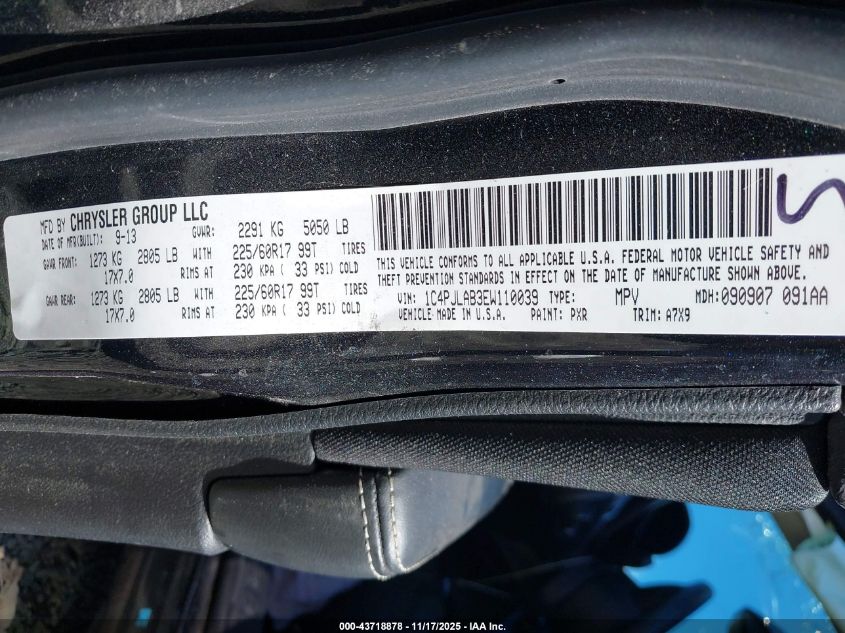 MFD BY CHRYSLER GROUP LLC
DATE OF MFR(BUILT): 9-13 GVWR: 2291 KG 5050 LB
GAWR FRONT: 1273 KG 2805 LB WITH 225/60R17 99T TIRES
17X7.0 RIMS AT 230 KPA ( 33 PSI) COLD
GAWR REAR: 1273 KG 2805 LB WITH 225/60R17 99T TIRES
17X7.0 RIMS AT 230 KPA ( 33 PSI) COLD
THIS VEHICLE CONFORMS TO ALL APPLICABLE U.S.A. FEDERAL MOTOR VEHICLE SAFETY AND
THEFT PREVENTION STANDARDS IN EFFECT ON THE DATE OF MANUFACTURE SHOWN ABOVE.
VIN: 1C4PJLAB3EW110039 TYPE: MPV MDH: 090907 091AA
VEHICLE MADE IN U.S.A. PAINT: PXR TRIM: A7X9
000-43718878 - 11/17/2025 - IAA Inc.